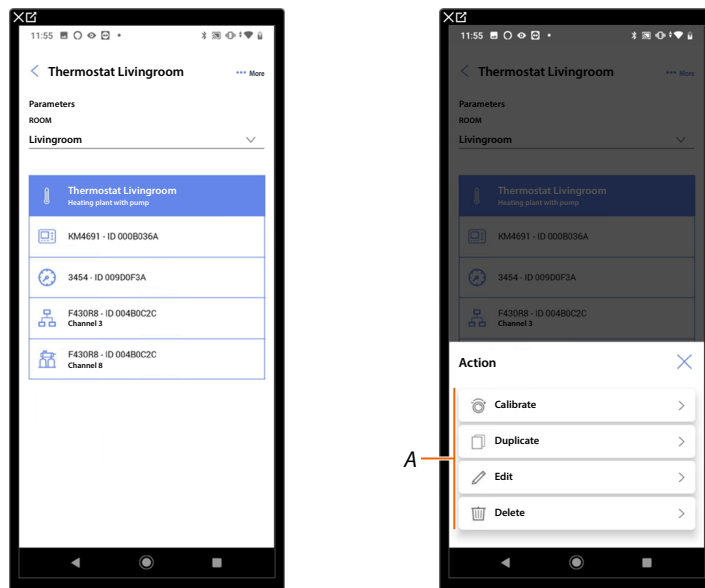 11:55
Thermostat Livingroom
••• More
Parameters
ROOM
Livingroom
Thermostat Livingroom
Heating plant with pump
KM4691 - ID 000B036A
3454 - ID 009D0F3A
F430R8 - ID 004B0C2C
Channel 3
F430R8 - ID 004B0C2C
Channel 8
11:55
Thermostat Livingroom
••• More
Parameters
ROOM
Livingroom
Thermostat Livingroom
Heating plant with pump
KM4691 - ID 000B036A
3454 - ID 009D0F3A
F430R8 - ID 004B0C2C
Channel 3
Action
Calibrate
Duplicate
Edit
Delete
A